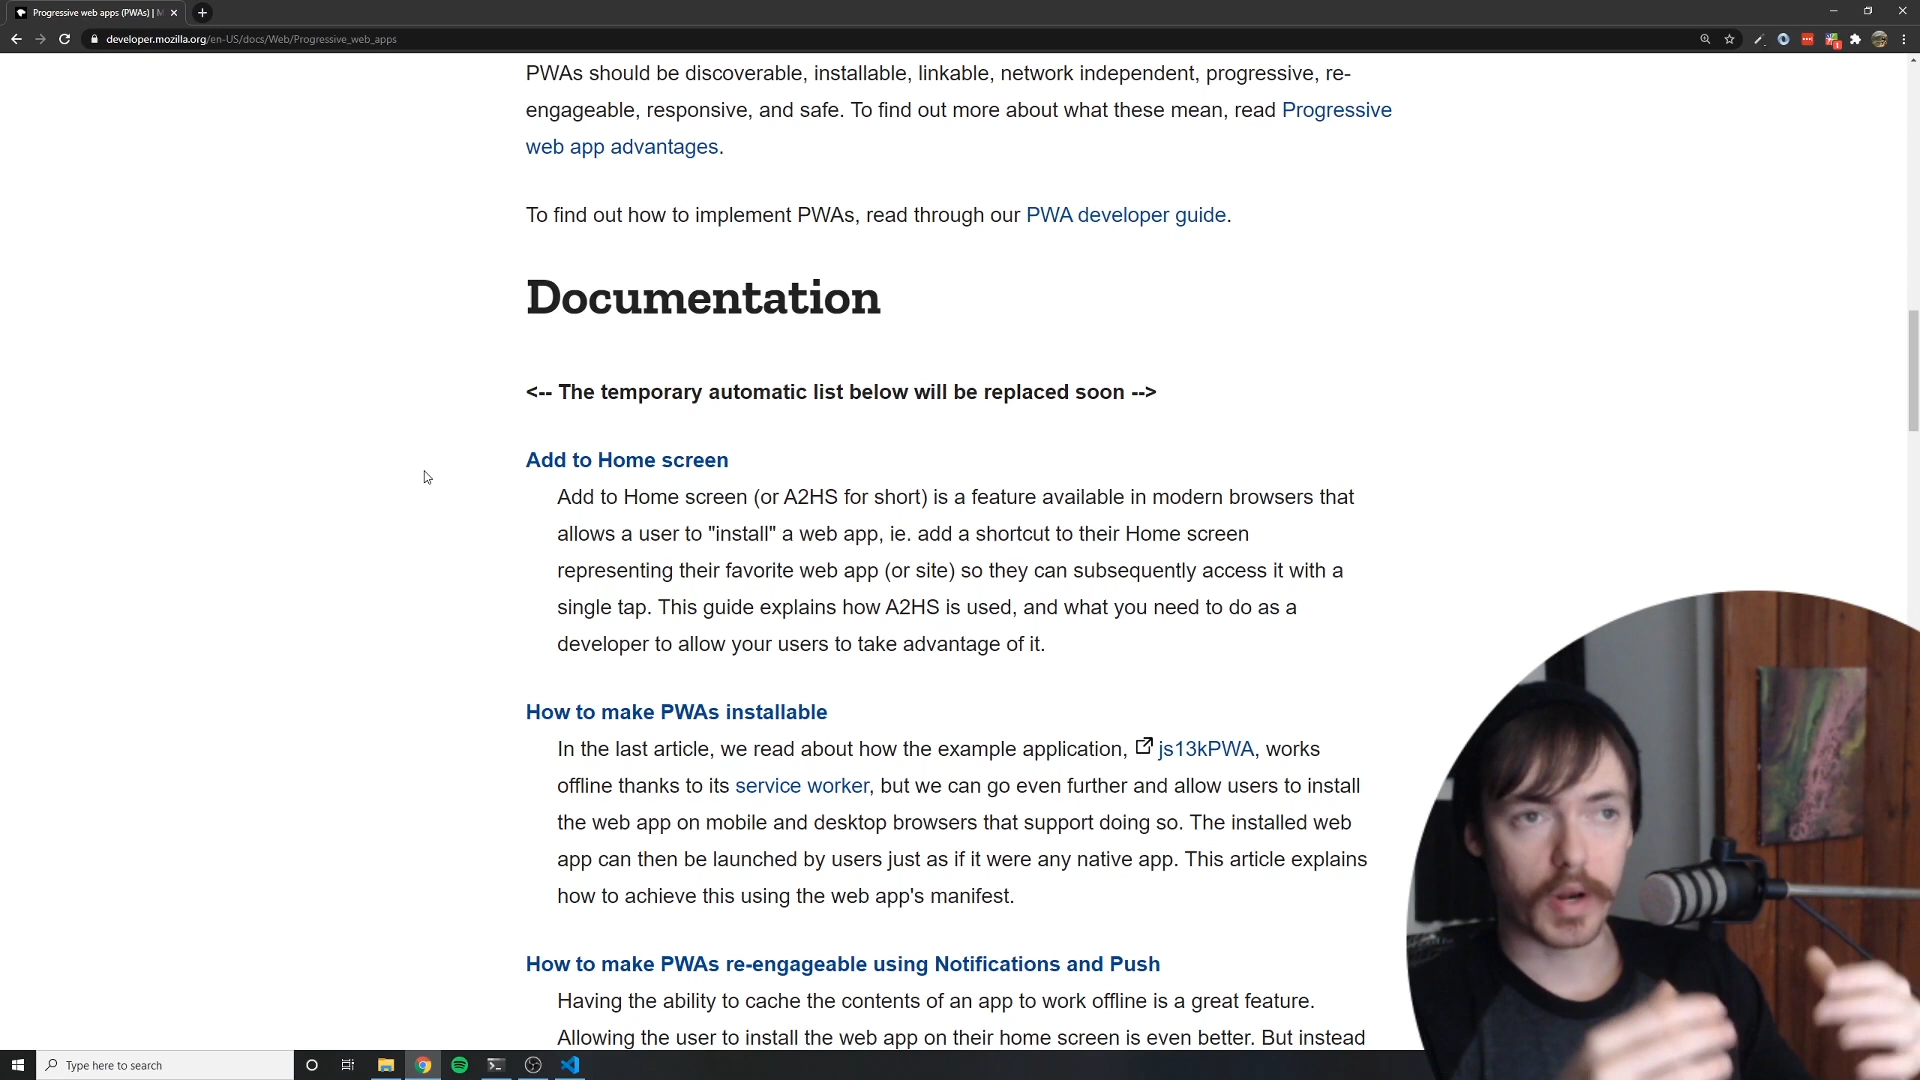 Progressive web apps (PWAs) | M
developer.mozilla.org/en-US/docs/Web/Progressive_web_apps
PWAs should be discoverable, installable, linkable, network independent, progressive, re-
engageable, responsive, and safe. To find out more about what these mean, read Progressive
web app advantages.
To find out how to implement PWAs, read through our PWA developer guide.
Documentation
<-- The temporary automatic list below will be replaced soon -->
Add to Home screen
Add to Home screen (or A2HS for short) is a feature available in modern browsers that
allows a user to "install" a web app, ie. add a shortcut to their Home screen
representing their favorite web app (or site) so they can subsequently access it with a
single tap. This guide explains how A2HS is used, and what you need to do as a
developer to allow your users to take advantage of it.
How to make PWAs installable
In the last article, we read about how the example application, js13kPWA, works
offline thanks to its service worker, but we can go even further and allow users to install
the web app on mobile and desktop browsers that support doing so. The installed web
app can then be launched by users just as if it were any native app. This article explains
how to achieve this using the web app's manifest.
How to make PWAs re-engageable using Notifications and Push
Having the ability to cache the contents of an app to work offline is a great feature.
Allowing the user to install the web app on their home screen is even better. But instead
Type here to search